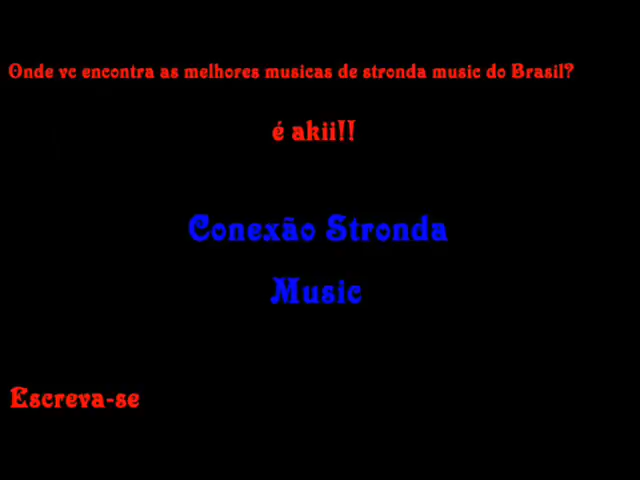 Onde vc encontra as melhores musicas de stronda music do Brasil?
é akii!!
Conexão Stronda
Music
Escreva-se